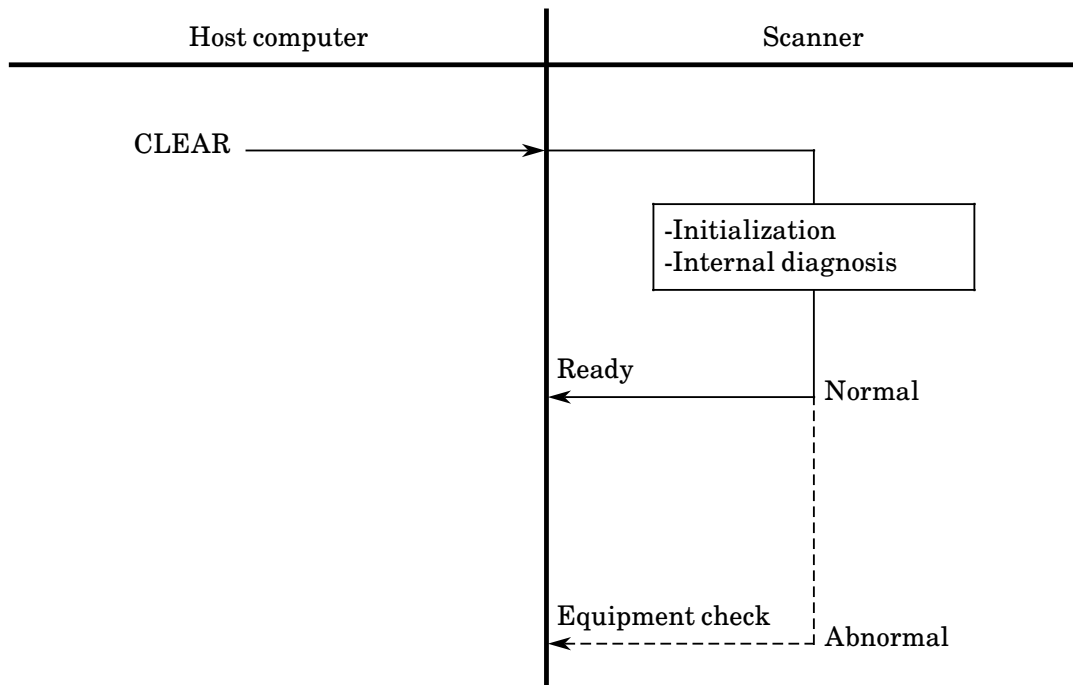 Host computer
Scanner
CLEAR
-Initialization
-Internal diagnosis
Ready
Normal
Equipment check
Abnormal